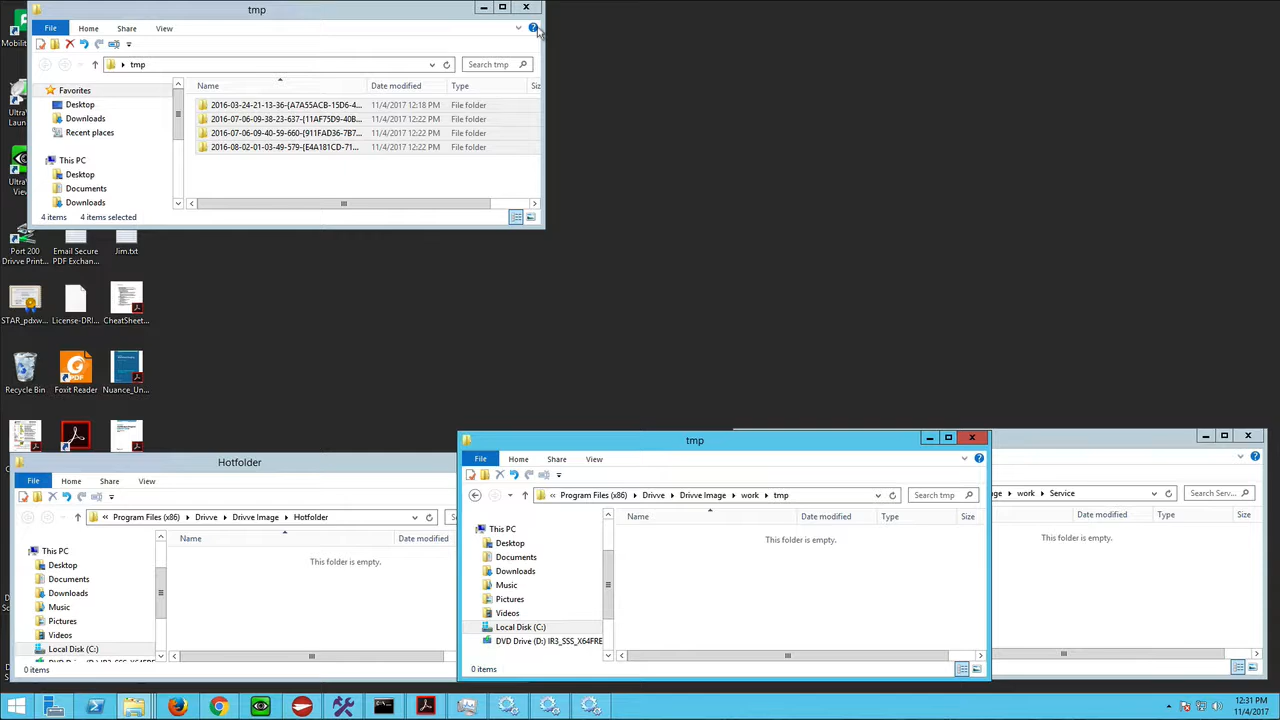 tmp
File Home Share View
tmp
Search tmp
Name Date modified Type Siz
Favorites
Desktop
Downloads
Recent places
This PC
Desktop
Documents
Downloads
2016-03-24-21-13-36-{A7A55ACB-15D6-4... 11/4/2017 12:18 PM File folder
2016-07-06-09-38-23-637-{11AF75D9-40B... 11/4/2017 12:22 PM File folder
2016-07-06-09-40-59-660-{911FAD36-7B7... 11/4/2017 12:22 PM File folder
2016-08-02-01-03-49-579-{E4A181CD-71... 11/4/2017 12:22 PM File folder
4 items 4 items selected
Mobilit
Ultra
Laun
Ultra
View
Port 200
Drivve Print...
Email Secure
PDF Exchan...
Jim.txt
STAR_pdxw...
License-DRI...
CheatSheet...
Recycle Bin
Foxit Reader
Nuance_Un...
Hotfolder
File Home Share View
« Program Files (x86) Drivve Drivve Image Hotfolder
Name Date modified
This folder is empty.
This PC
Desktop
Documents
Downloads
Music
Pictures
Videos
Local Disk (C:)
DVD Drive (D:) IR3_SSS_X64FRE
0 items
tmp
File Home Share View
« Program Files (x86) Drivve Drivve Image work tmp
Search tmp
Name Date modified Type Size
This folder is empty.
This PC
Desktop
Documents
Downloads
Music
Pictures
Videos
Local Disk (C:)
DVD Drive (D:) IR3_SSS_X64FRE
0 items
age work Service
Search Serv...
Date modified Type Size
This folder is empty.
12:31 PM
11/4/2017